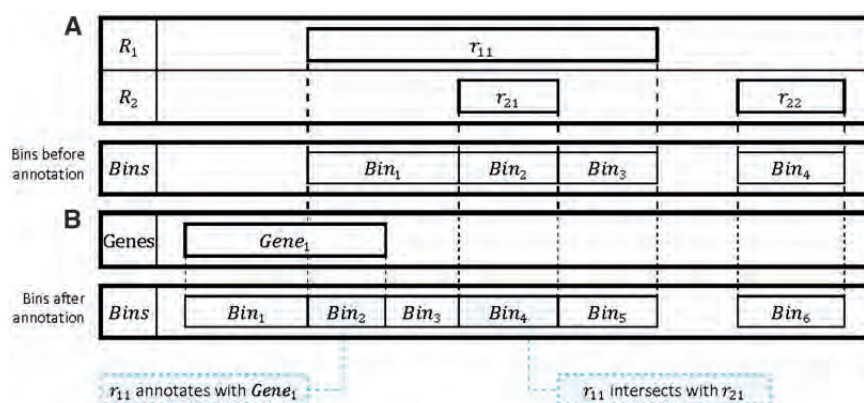 A
R₁ r₁₁
R₂ r₂₁ r₂₂
Bins before
annotation
Bins Bin₁ Bin₂ Bin₃ Bin₄
B
Genes Gene₁
Bins after
annotation
Bins Bin₁ Bin₂ Bin₃ Bin₄ Bin₅ Bin₆
r₁₁ annotates with Gene₁ r₁₁ intersects with r₂₁